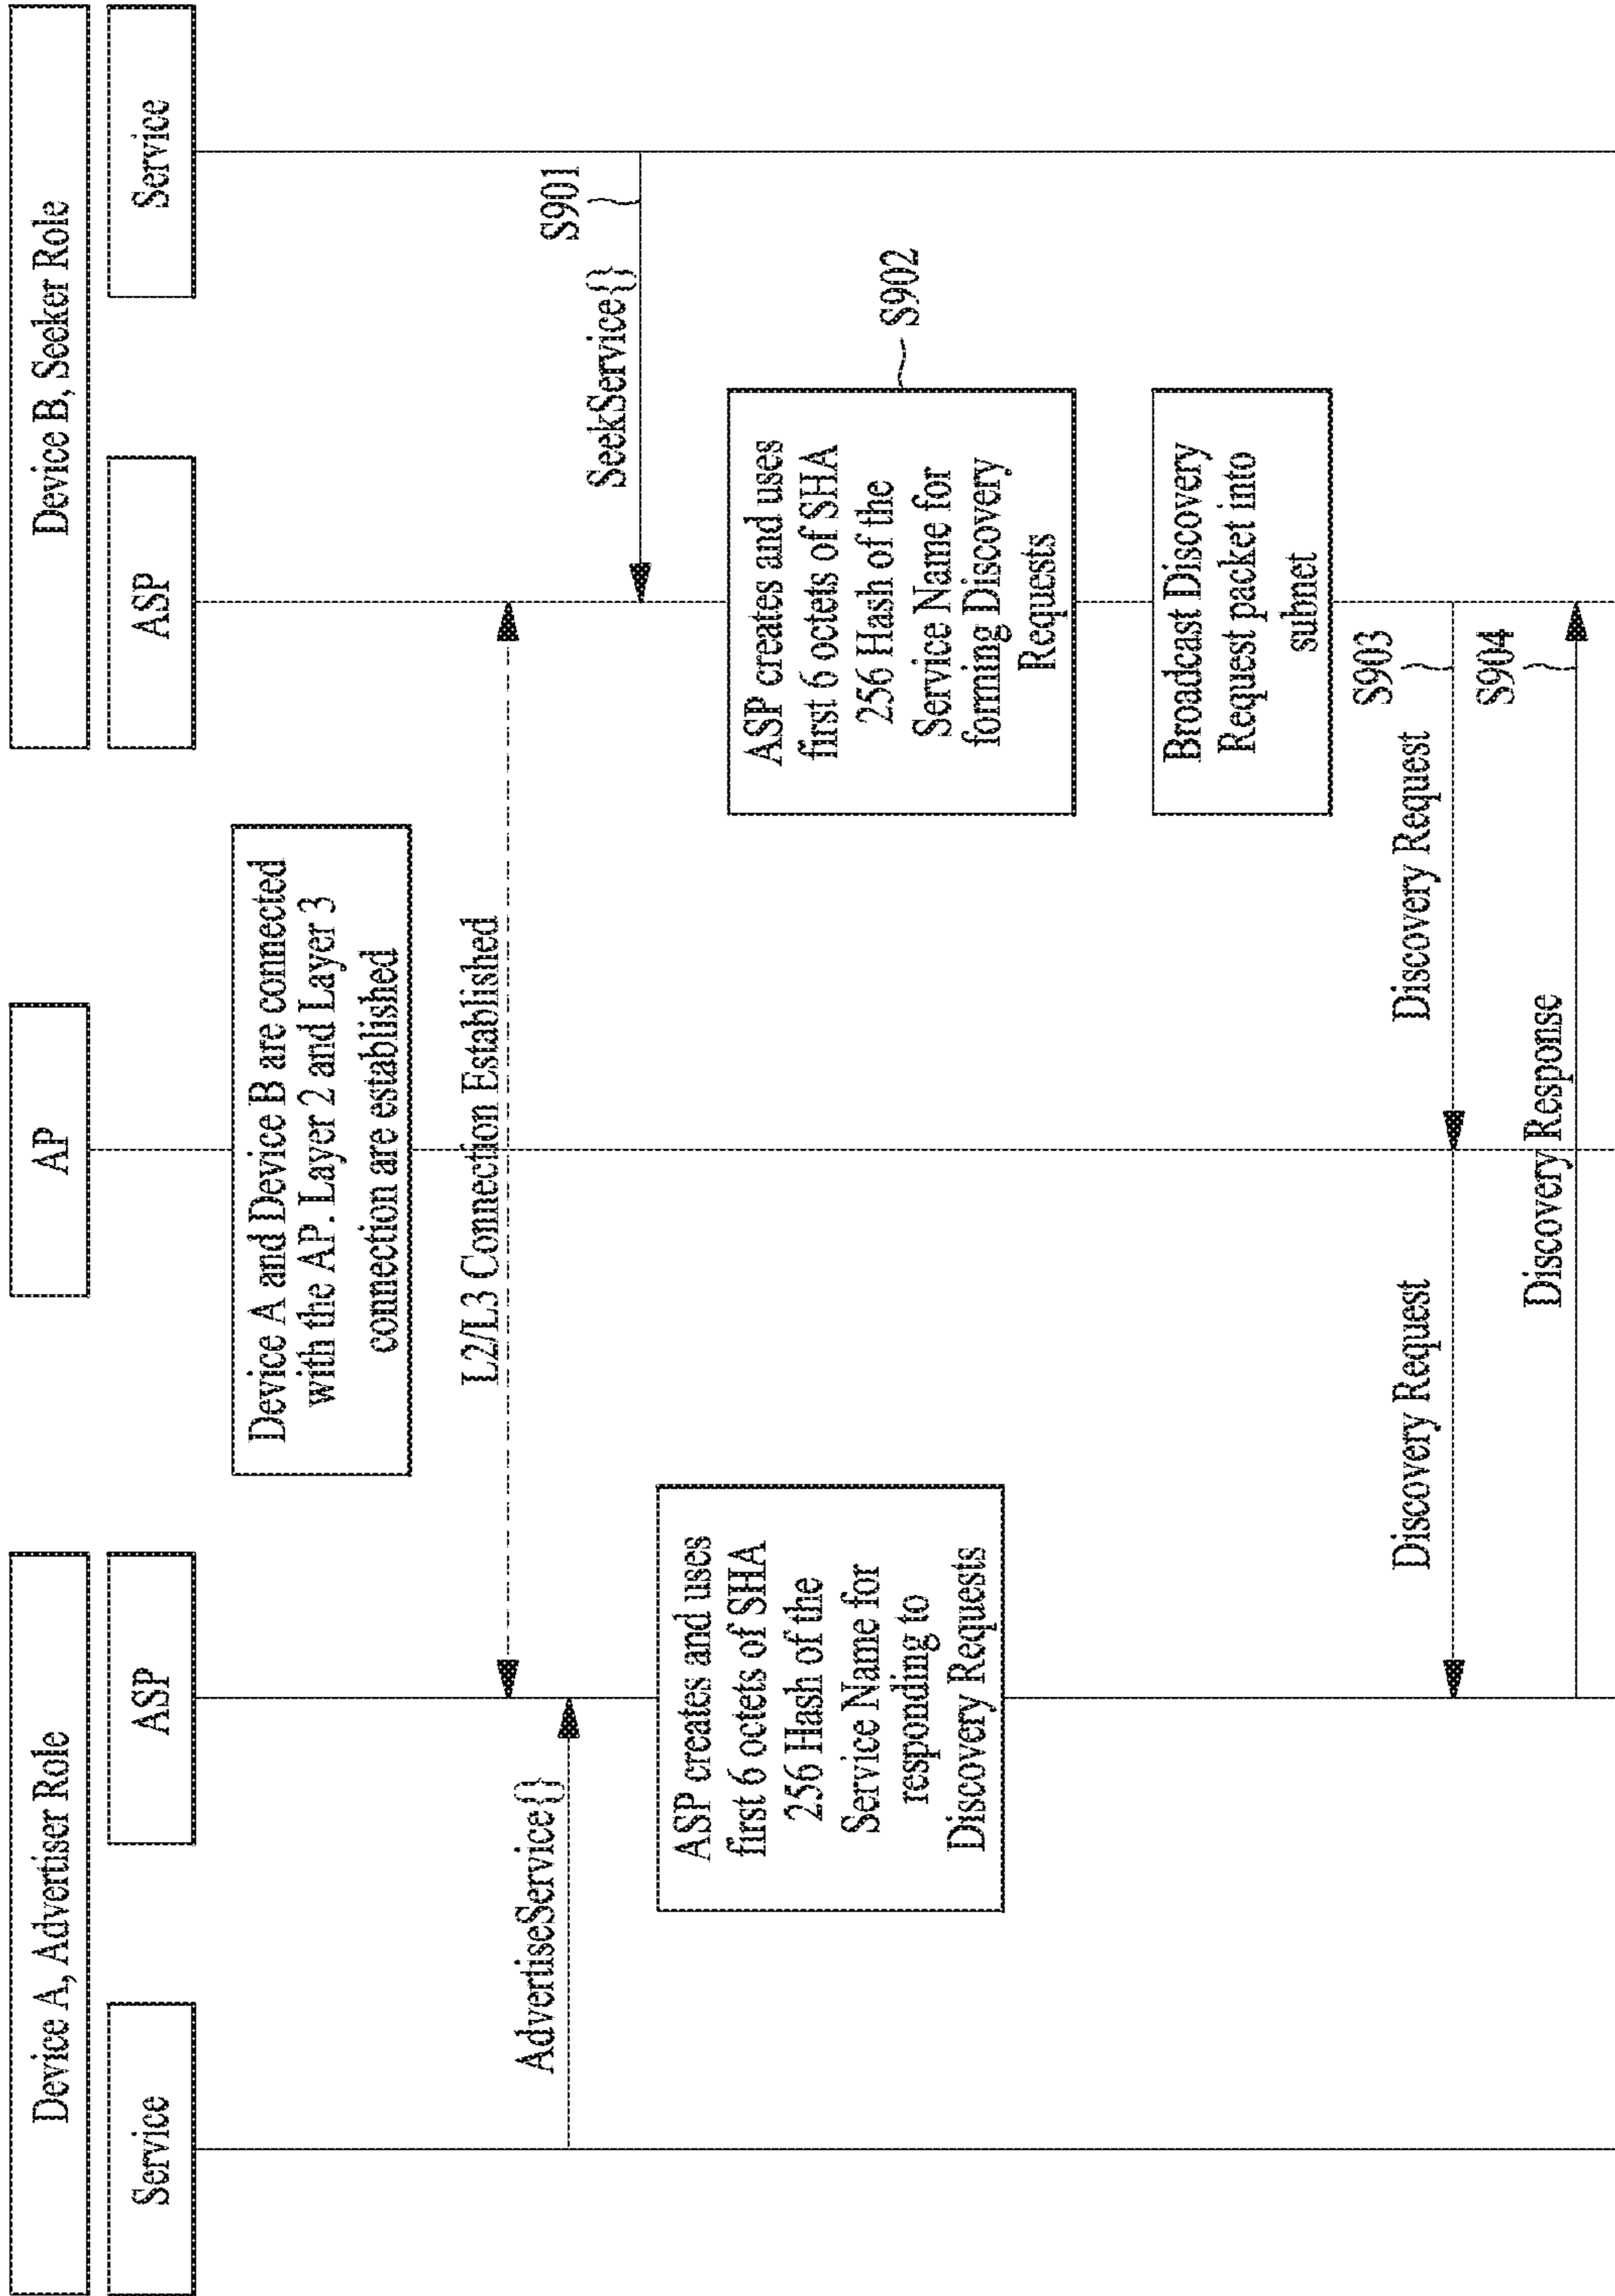 Device A, Advertiser Role
AP
Device B, Seeker Role
Service
ASP
ASP
Service
Device A and Device B are connected
with the AP. Layer 2 and Layer 3
connection are established
L2/L3 Connection Established
AdvertiseService{}
S901
SeekService{}
ASP creates and uses
first 6 octets of SHA
256 Hash of the
Service Name for
responding to
Discovery Requests
ASP creates and uses
first 6 octets of SHA
256 Hash of the
Service Name for
forming Discovery
Requests
S902
Broadcast Discovery
Request packet into
subnet
Discovery Request
Discovery Request
S903
Discovery Response
S904